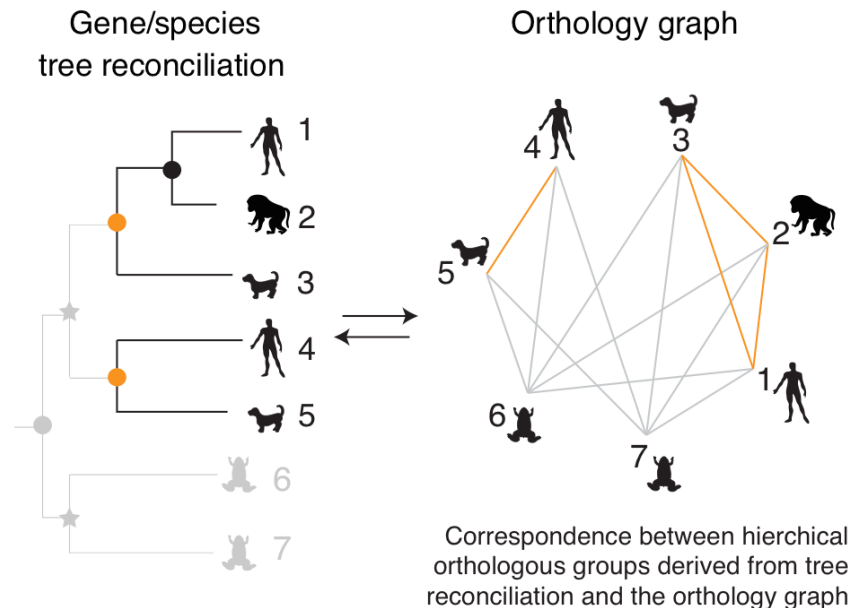 Gene/species
tree reconciliation
1
2
3
4
5
6
7
Orthology graph
3
4
2
5
1
6
7
Correspondence between hierchical
orthologous groups derived from tree
reconciliation and the orthology graph